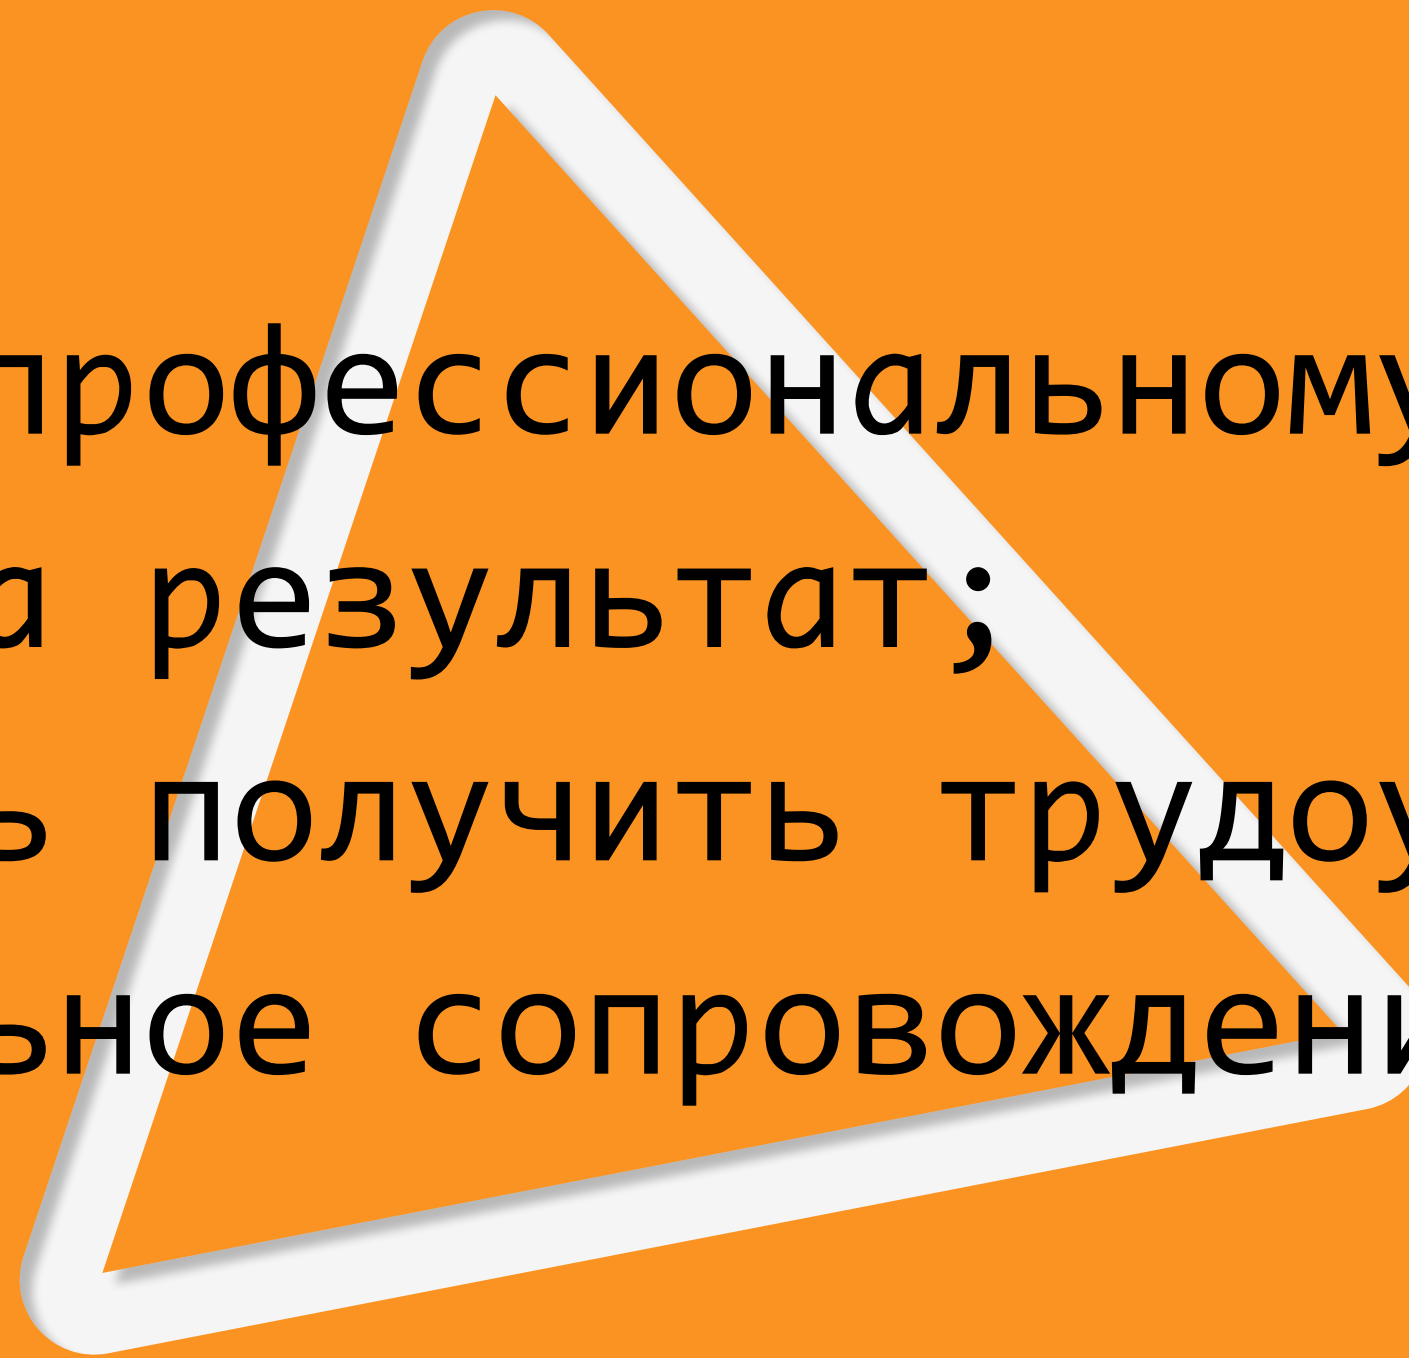 профессиональному
а результат;
ь получить трудоу
ьное сопровождени